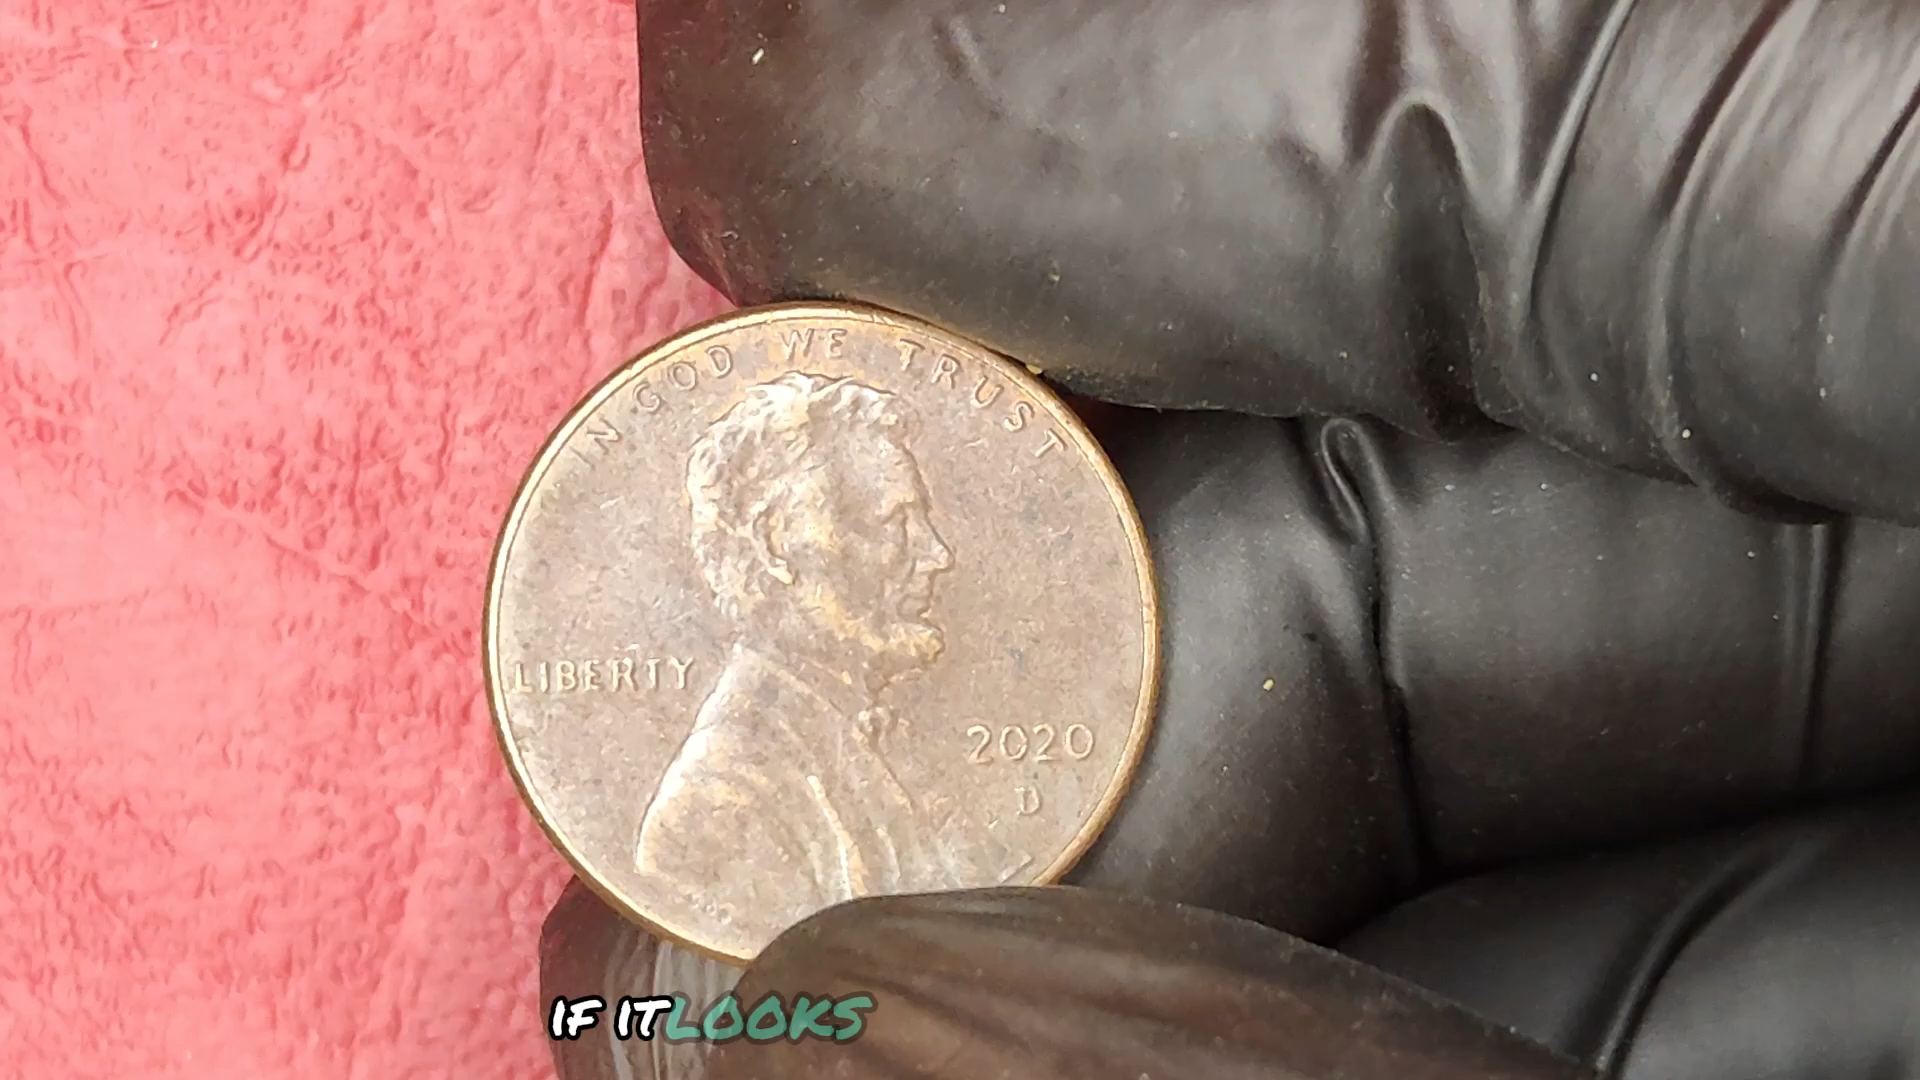 IN GOD WE TRUST
LIBERTY
2020
D
IF IT LOOKS